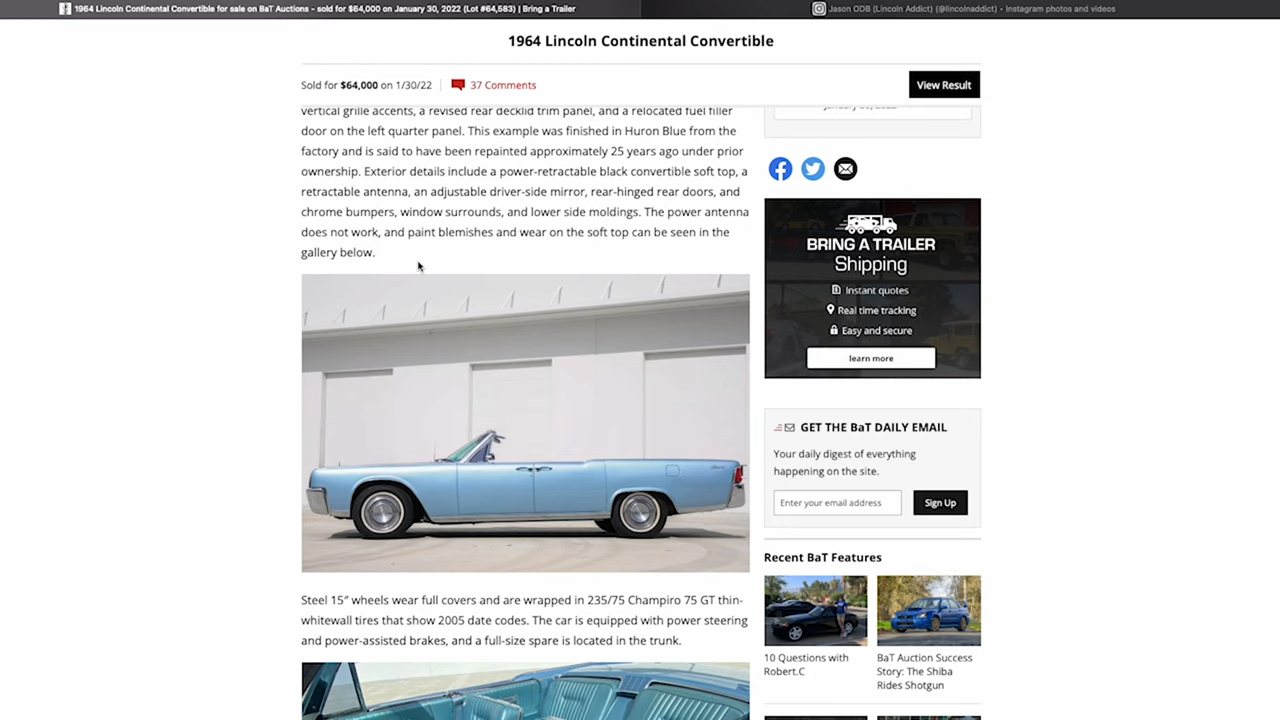 1964 Lincoln Continental Convertible for sale on BaT Auctions - sold for $64,000 on January 30, 2022 (Lot #64,583) | Bring a Trailer
Jason ODB (Lincoln Addict) (@lincolnaddict) • Instagram photos and videos
1964 Lincoln Continental Convertible
Sold for $64,000 on 1/30/22
37 Comments
View Result
vertical grille accents, a revised rear decklid trim panel, and a relocated fuel filler
door on the left quarter panel. This example was finished in Huron Blue from the
factory and is said to have been repainted approximately 25 years ago under prior
ownership. Exterior details include a power-retractable black convertible soft top, a
retractable antenna, an adjustable driver-side mirror, rear-hinged rear doors, and
chrome bumpers, window surrounds, and lower side moldings. The power antenna
does not work, and paint blemishes and wear on the soft top can be seen in the
gallery below.
Steel 15″ wheels wear full covers and are wrapped in 235/75 Champiro 75 GT thin-
whitewall tires that show 2005 date codes. The car is equipped with power steering
and power-assisted brakes, and a full-size spare is located in the trunk.
BRING A TRAILER
Shipping
Instant quotes
Real time tracking
Easy and secure
learn more
GET THE BaT DAILY EMAIL
Your daily digest of everything
happening on the site.
Enter your email address
Sign Up
Recent BaT Features
10 Questions with
Robert.C
BaT Auction Success
Story: The Shiba
Rides Shotgun